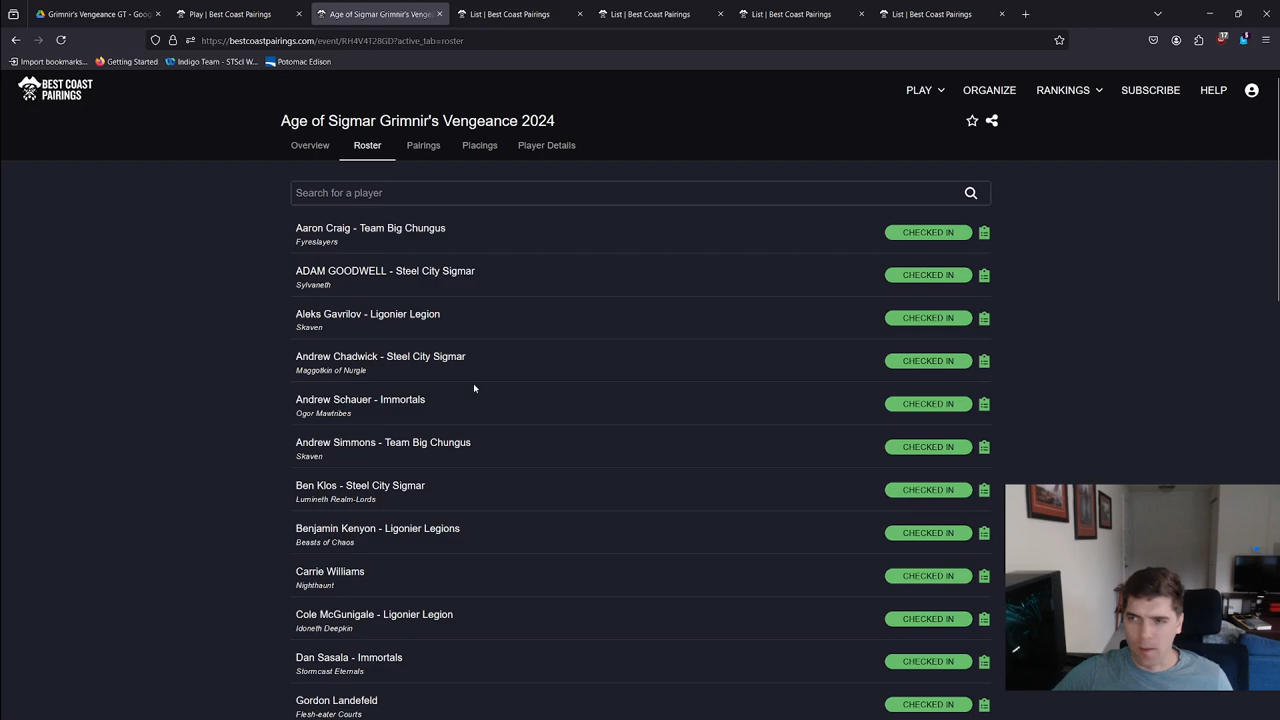 Grimnir's Vengeance GT - Goog
Play | Best Coast Pairings
Age of Sigmar Grimnir's Venge
List | Best Coast Pairings
List | Best Coast Pairings
List | Best Coast Pairings
List | Best Coast Pairings
https://bestcoastpairings.com/event/RH4V4T28GD?active_tab=roster
17
5
Import bookmarks...
Getting Started
Indigo Team - STScI W...
Potomac Edison
BEST COAST
PAIRINGS
PLAY
ORGANIZE
RANKINGS
SUBSCRIBE
HELP
Age of Sigmar Grimnir's Vengeance 2024
Overview
Roster
Pairings
Placings
Player Details
Search for a player
Aaron Craig - Team Big Chungus
Fyreslayers
CHECKED IN
ADAM GOODWELL - Steel City Sigmar
Sylvaneth
CHECKED IN
Aleks Gavrilov - Ligonier Legion
Skaven
CHECKED IN
Andrew Chadwick - Steel City Sigmar
Maggotkin of Nurgle
CHECKED IN
Andrew Schauer - Immortals
Ogor Mawtribes
CHECKED IN
Andrew Simmons - Team Big Chungus
Skaven
CHECKED IN
Ben Klos - Steel City Sigmar
Lumineth Realm-Lords
CHECKED IN
Benjamin Kenyon - Ligonier Legions
Beasts of Chaos
CHECKED IN
Carrie Williams
Nighthaunt
CHECKED IN
Cole McGunigale - Ligonier Legion
Idoneth Deepkin
CHECKED IN
Dan Sasala - Immortals
Stormcast Eternals
CHECKED IN
Gordon Landefeld
Flesh-eater Courts
CHECKED IN